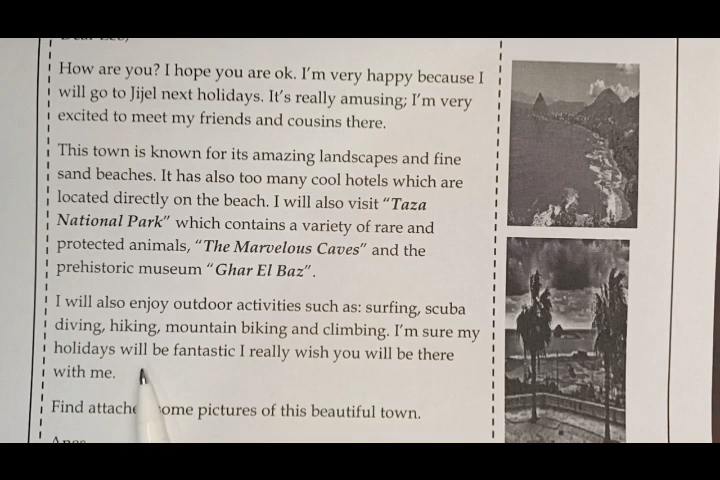 How are you? I hope you are ok. I'm very happy because I
will go to Jijel next holidays. It's really amusing; I'm very
excited to meet my friends and cousins there.
This town is known for its amazing landscapes and fine
sand beaches. It has also too many cool hotels which are
located directly on the beach. I will also visit "Taza
National Park" which contains a variety of rare and
protected animals, "The Marvelous Caves" and the
prehistoric museum "Ghar El Baz".
I will also enjoy outdoor activities such as: surfing, scuba
diving, hiking, mountain biking and climbing. I'm sure my
holidays will be fantastic I really wish you will be there
with me.
Find pictures of this beautiful town.